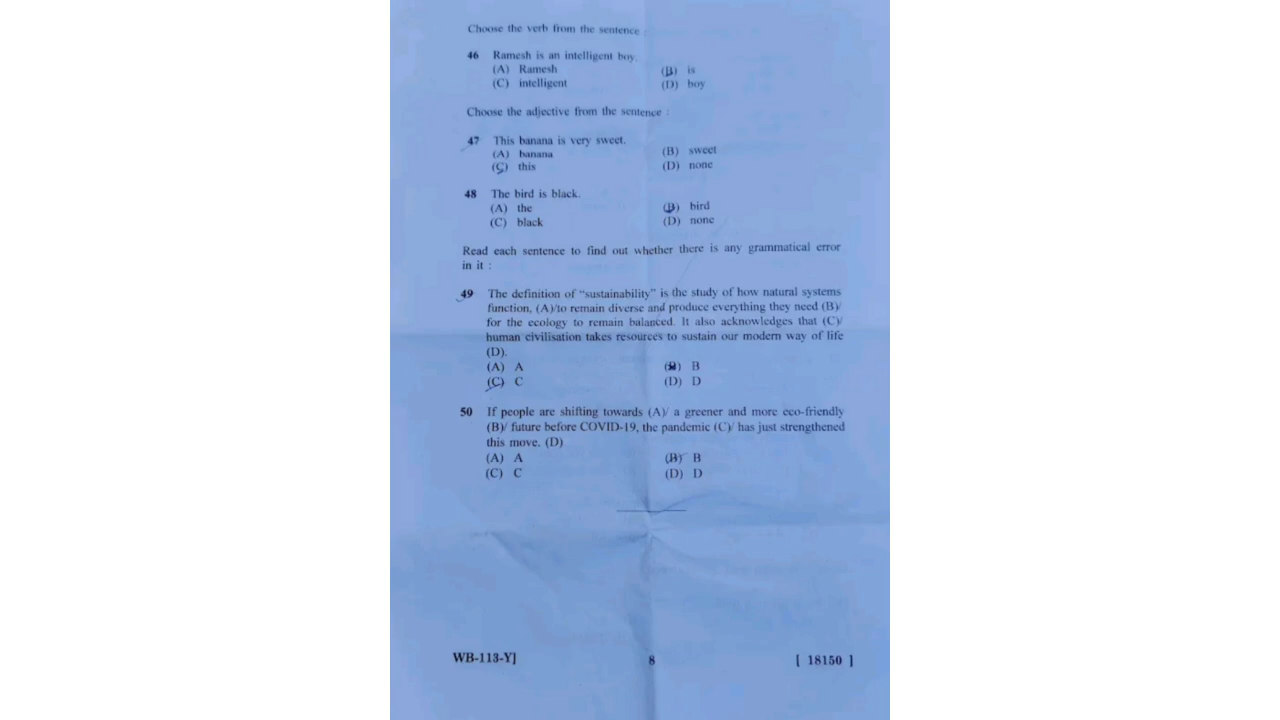 Choose the verb from the sentence :
46 Ramesh is an intelligent boy.
(A) Ramesh (B) is
(C) intelligent (D) boy
Choose the adjective from the sentence :
47 This banana is very sweet.
(A) banana (B) sweet
(C) this (D) none
48 The bird is black.
(A) the (B) bird
(C) black (D) none
Read each sentence to find out whether there is any grammatical error
in it :
49 The definition of “sustainability” is the study of how natural systems
function, (A)/to remain diverse and produce everything they need (B)/
for the ecology to remain balanced. It also acknowledges that (C)/
human civilisation takes resources to sustain our modern way of life
(D).
(A) A (B) B
(C) C (D) D
50 If people are shifting towards (A)/ a greener and more eco-friendly
(B)/ future before COVID-19, the pandemic (C)/ has just strengthened
this move. (D)
(A) A (B) B
(C) C (D) D
WB-113-Y] 8 [ 18150 ]